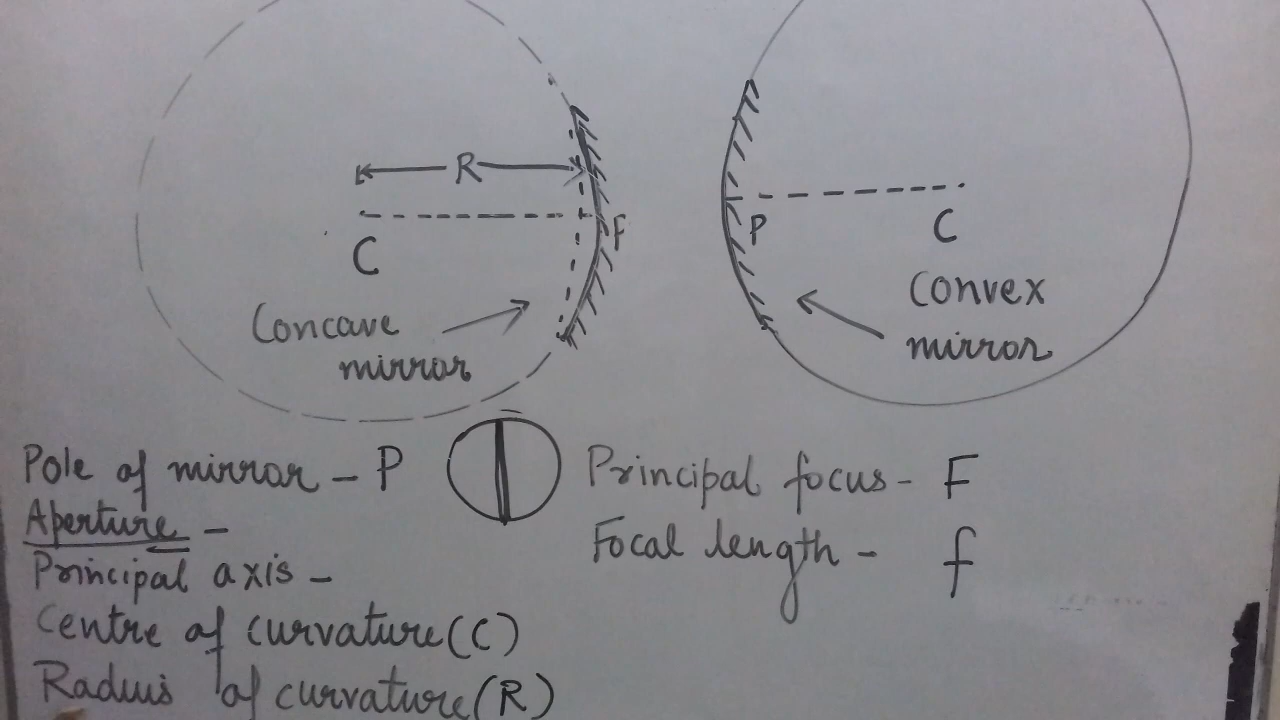 R
C
F
P
C
Concave
mirror
Convex
mirror
Pole of mirror - P
Aperture -
Principal axis -
Centre of curvature (C)
Radius of curvature (R)
Principal focus - F
Focal length - f